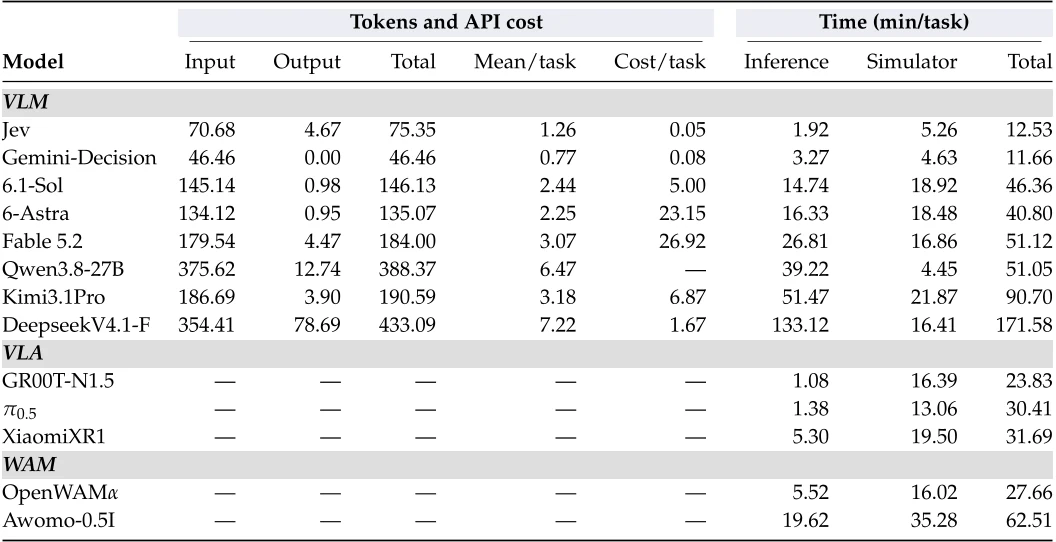 Tokens and API cost Time (min/task)
Model Input Output Total Mean/task Cost/task Inference Simulator Total
VLM
Jev 70.68 4.67 75.35 1.26 0.05 1.92 5.26 12.53
Gemini-Decision 46.46 0.00 46.46 0.77 0.08 3.27 4.63 11.66
6.1-Sol 145.14 0.98 146.13 2.44 5.00 14.74 18.92 46.36
6-Astra 134.12 0.95 135.07 2.25 23.15 16.33 18.48 40.80
Fable 5.2 179.54 4.47 184.00 3.07 26.92 26.81 16.86 51.12
Qwen3.8-27B 375.62 12.74 388.37 6.47 — 39.22 4.45 51.05
Kimi3.1Pro 186.69 3.90 190.59 3.18 6.87 51.47 21.87 90.70
DeepseekV4.1-F 354.41 78.69 433.09 7.22 1.67 133.12 16.41 171.58
VLA
GR00T-N1.5 — — — — — 1.08 16.39 23.83
π0.5 — — — — — 1.38 13.06 30.41
XiaomiXR1 — — — — — 5.30 19.50 31.69
WAM
OpenWAMα — — — — — 5.52 16.02 27.66
Awomo-0.5I — — — — — 19.62 35.28 62.51